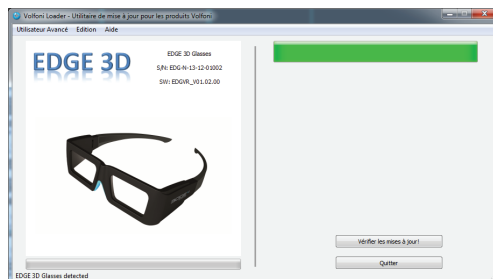 Volfoni Loader - Utilitaire de mise à jour pour les produits Volfoni
Utilisateur Avancé Edition Aide
EDGE 3D
EDGE 3D Glasses
S/N: EDG-N-13-12-01002
SW: EDGVR_V01.02.00
EDGE
Vérifier les mises à jour!
Quitter
EDGE 3D Glasses detected